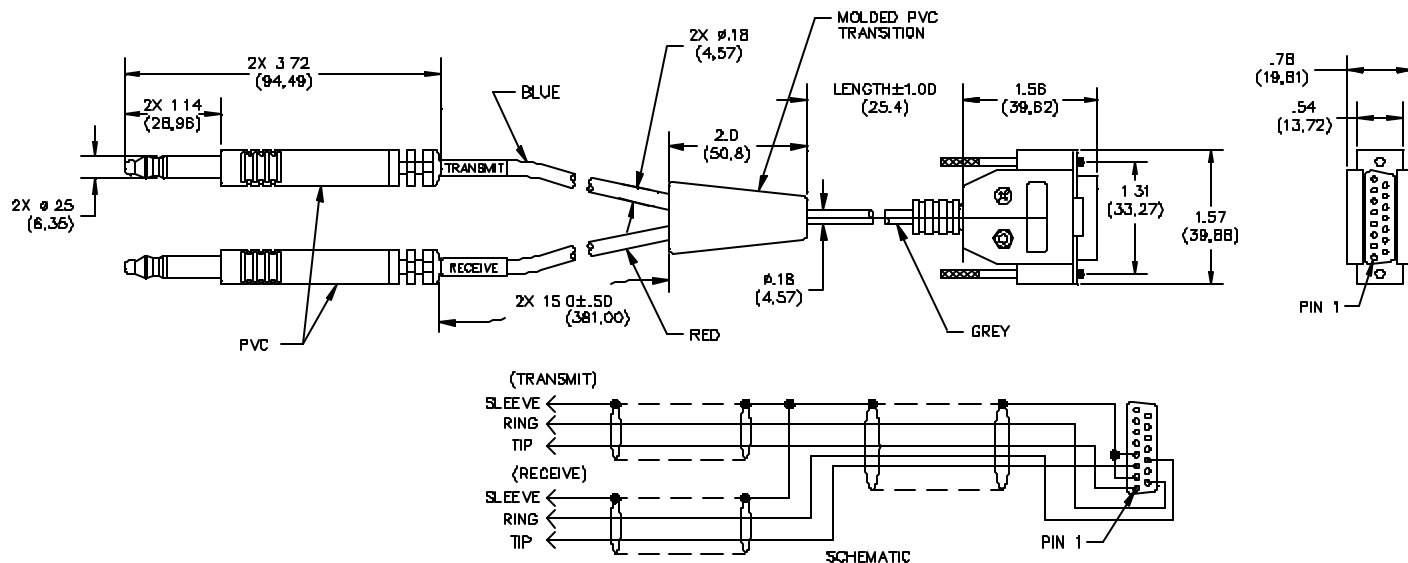 MOLDED PVC
TRANSITION
2X ø.18
(4,57)
2X 3.72
(94,49)
2X 1.14
(28,96)
BLUE
LENGTH±1.00
(25.4)
1.56
(39,62)
.78
(19,81)
.54
(13,72)
2.0
(50,8)
TRANSMIT
2X ø.25
(6,35)
1.31
(33,27)
1.57
(39,88)
RECEIVE
ø.18
(4,57)
2X 15.0±.50
(381,00)
PIN 1
RED
GREY
PVC
(TRANSMIT)
SLEEVE
RING
TIP
(RECEIVE)
SLEEVE
RING
TIP
PIN 1
SCHEMATIC